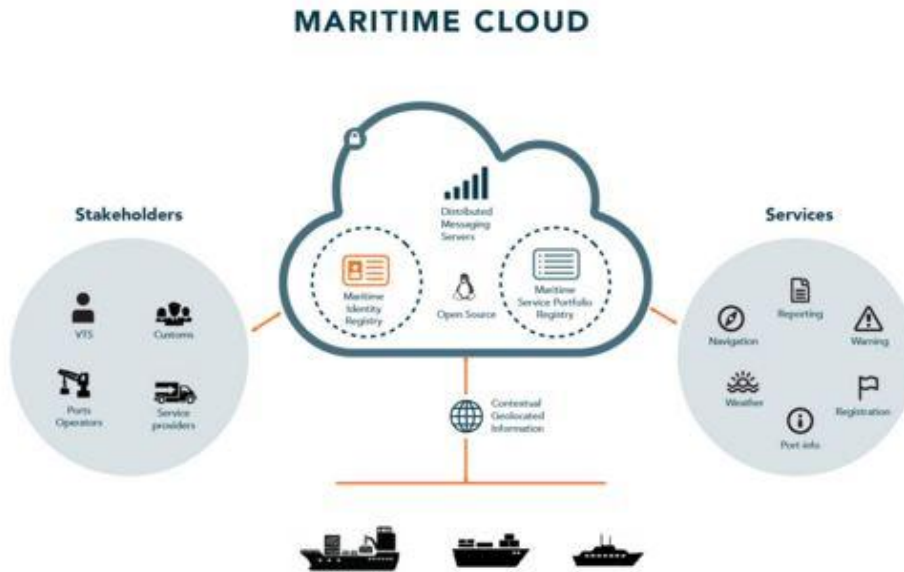 MARITIME CLOUD
Stakeholders
VTS
Customs
Ports
Operators
Service
providers
Distributed
Messaging
Servers
Maritime
Identity
Registry
Open Source
Maritime
Service Portfolio
Registry
Contextual
Geolocated
Information
Services
Reporting
Navigation
Warning
Weather
Registration
Port-info